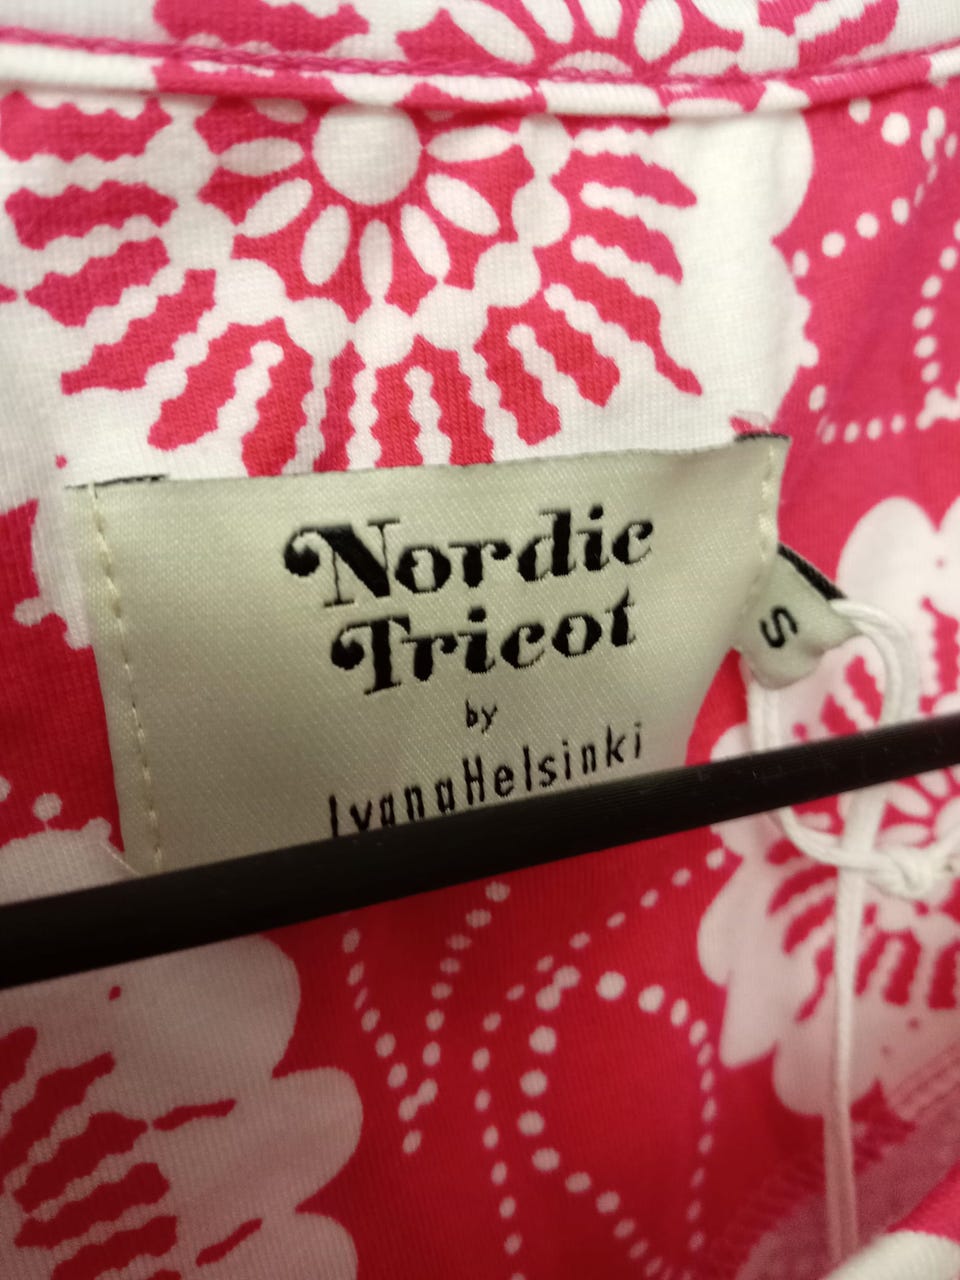 Nordic
Tricot
by
IvanaHelsinki
S